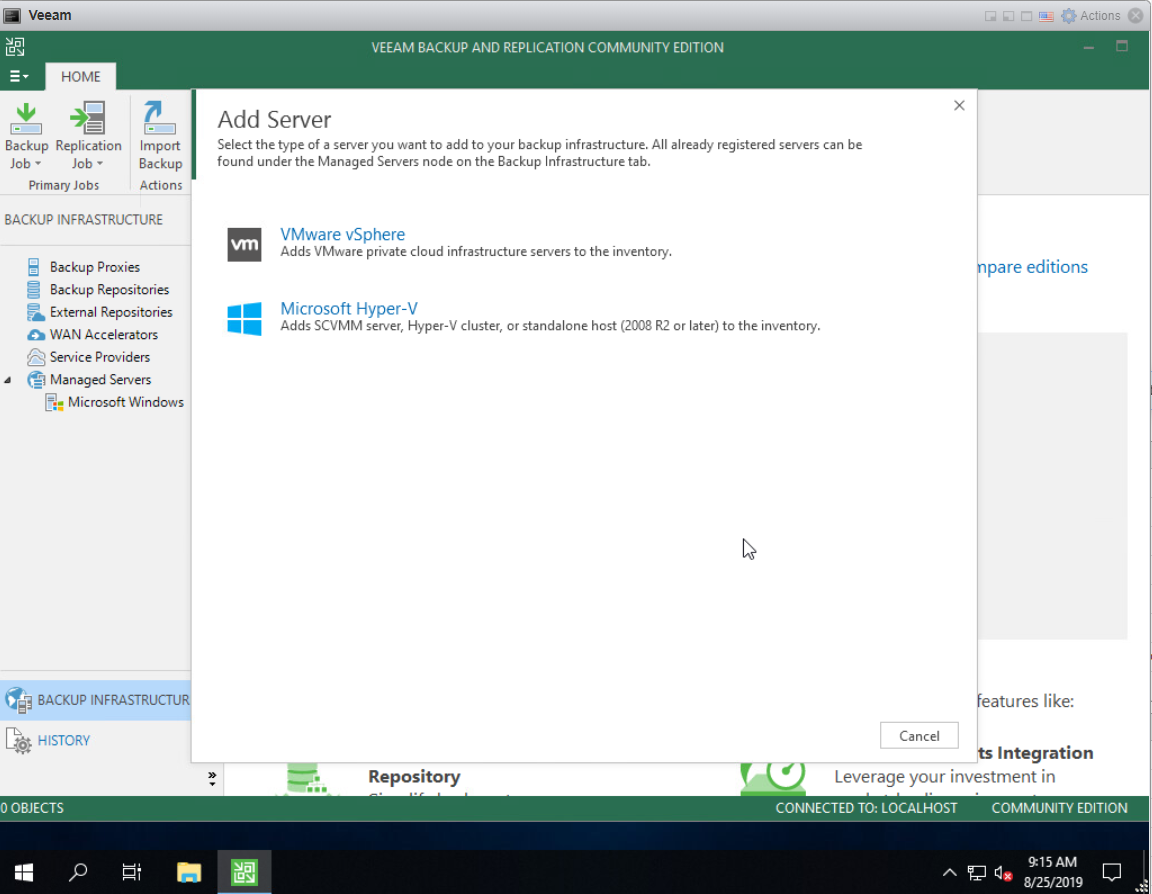 Veeam
Actions
VEEAM BACKUP AND REPLICATION COMMUNITY EDITION
HOME
Backup
Job
Replication
Job
Import
Backup
Primary Jobs
Actions
BACKUP INFRASTRUCTURE
Backup Proxies
Backup Repositories
External Repositories
WAN Accelerators
Service Providers
Managed Servers
Microsoft Windows
BACKUP INFRASTRUCTUR
HISTORY
Add Server
Select the type of a server you want to add to your backup infrastructure. All already registered servers can be
found under the Managed Servers node on the Backup Infrastructure tab.
vm
VMware vSphere
Adds VMware private cloud infrastructure servers to the inventory.
Microsoft Hyper-V
Adds SCVMM server, Hyper-V cluster, or standalone host (2008 R2 or later) to the inventory.
Cancel
mpare editions
features like:
Repository
ts Integration
Leverage your investment in
0 OBJECTS
CONNECTED TO: LOCALHOST
COMMUNITY EDITION
9:15 AM
8/25/2019